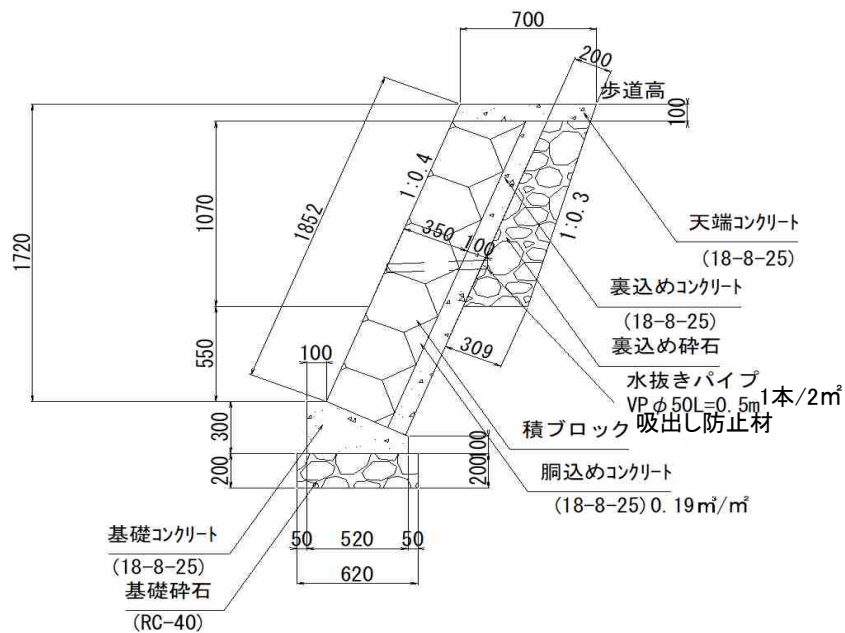 700
200
歩道高
100
1:0.4
1070
1852
1:0.3
天端コンクリート
(18-8-25)
350
100
1720
裏込めコンクリート
(18-8-25)
裏込め砕石
309
100
550
水抜きパイプ
VPφ50L=0.5m 1本/2㎡
吸出し防止材
積ブロック
300
100
胴込めコンクリート
(18-8-25)0.19㎥/㎡
200
200
50 520 50
基礎コンクリート
(18-8-25)
620
基礎砕石
(RC-40)